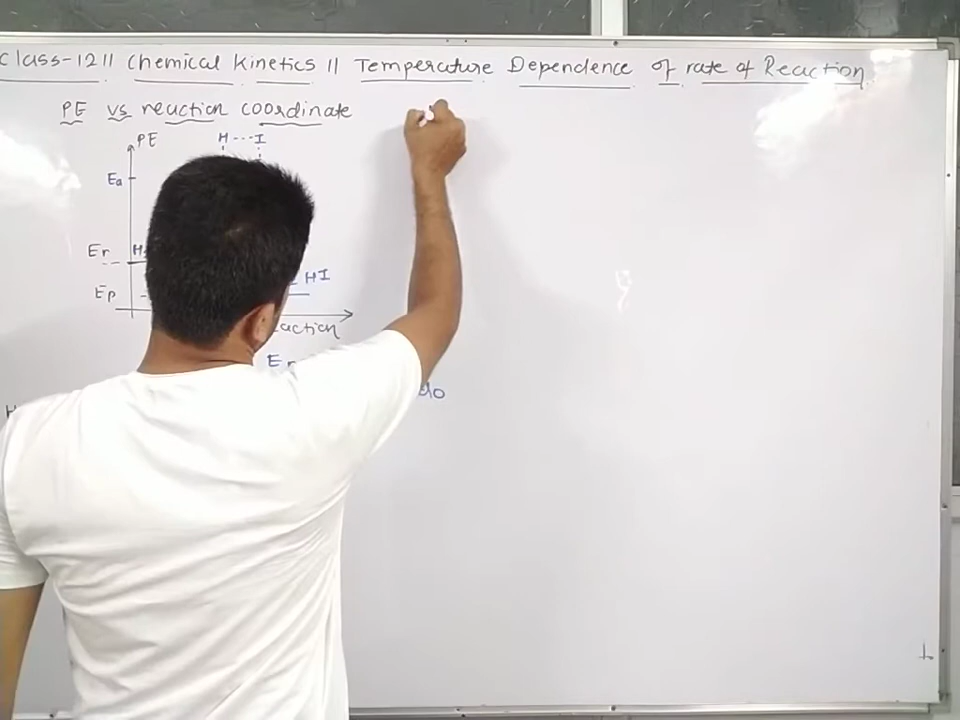 Class-12 || Chemical Kinetics || Temperature Dependence of rate of Reaction
PE vs reaction coordinate
PE
H---I
Ea
Er H
HI
Ep
action